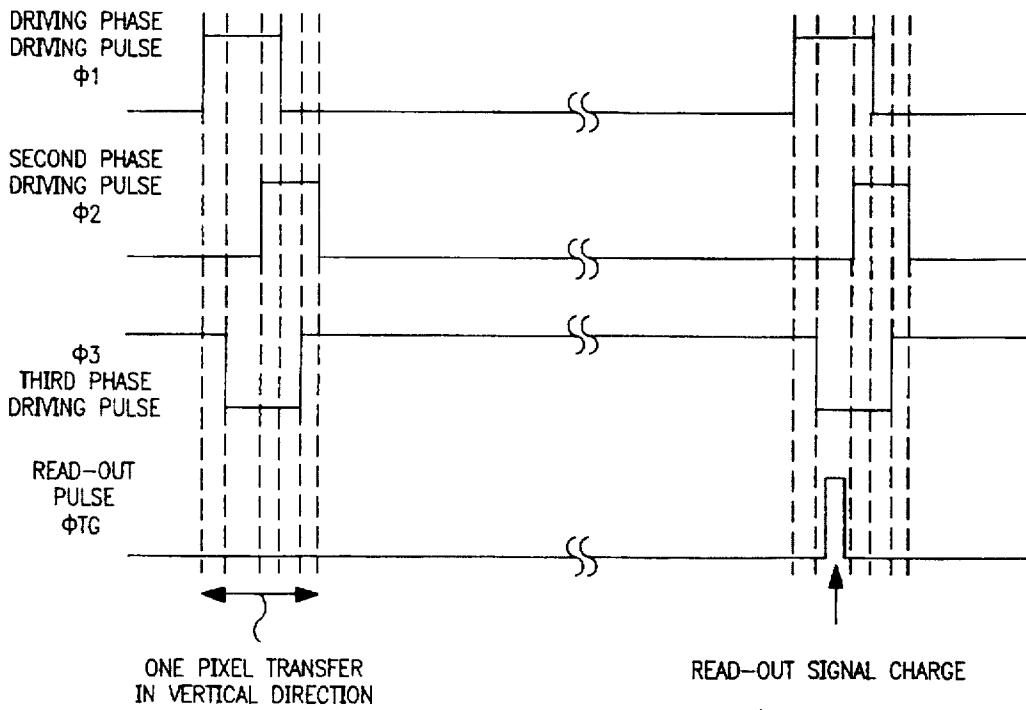 DRIVING PHASE
DRIVING PULSE
Φ1
SECOND PHASE
DRIVING PULSE
Φ2
Φ3
THIRD PHASE
DRIVING PULSE
READ-OUT
PULSE
ΦTG
ONE PIXEL TRANSFER
IN VERTICAL DIRECTION
READ-OUT SIGNAL CHARGE